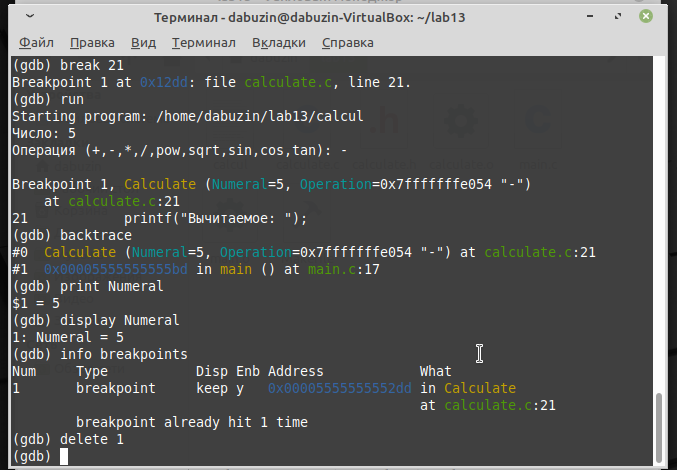 Терминал - dabuzin@dabuzin-VirtualBox: ~/lab13
Файл Правка Вид Терминал Вкладки Справка
(gdb) break 21
Breakpoint 1 at 0x12dd: file calculate.c, line 21.
(gdb) run
Starting program: /home/dabuzin/lab13/calcul
Число: 5
Операция (+,-,*,/,pow,sqrt,sin,cos,tan): -
Breakpoint 1, Calculate (Numeral=5, Operation=0x7fffffffe054 "-")
at calculate.c:21
21 printf("Вычитаемое: ");
(gdb) backtrace
#0 Calculate (Numeral=5, Operation=0x7fffffffe054 "-") at calculate.c:21
#1 0x00005555555555bd in main () at main.c:17
(gdb) print Numeral
$1 = 5
(gdb) display Numeral
1: Numeral = 5
(gdb) info breakpoints
Num Type Disp Enb Address What
1 breakpoint keep y 0x00005555555552dd in Calculate
at calculate.c:21
breakpoint already hit 1 time
(gdb) delete 1
(gdb)